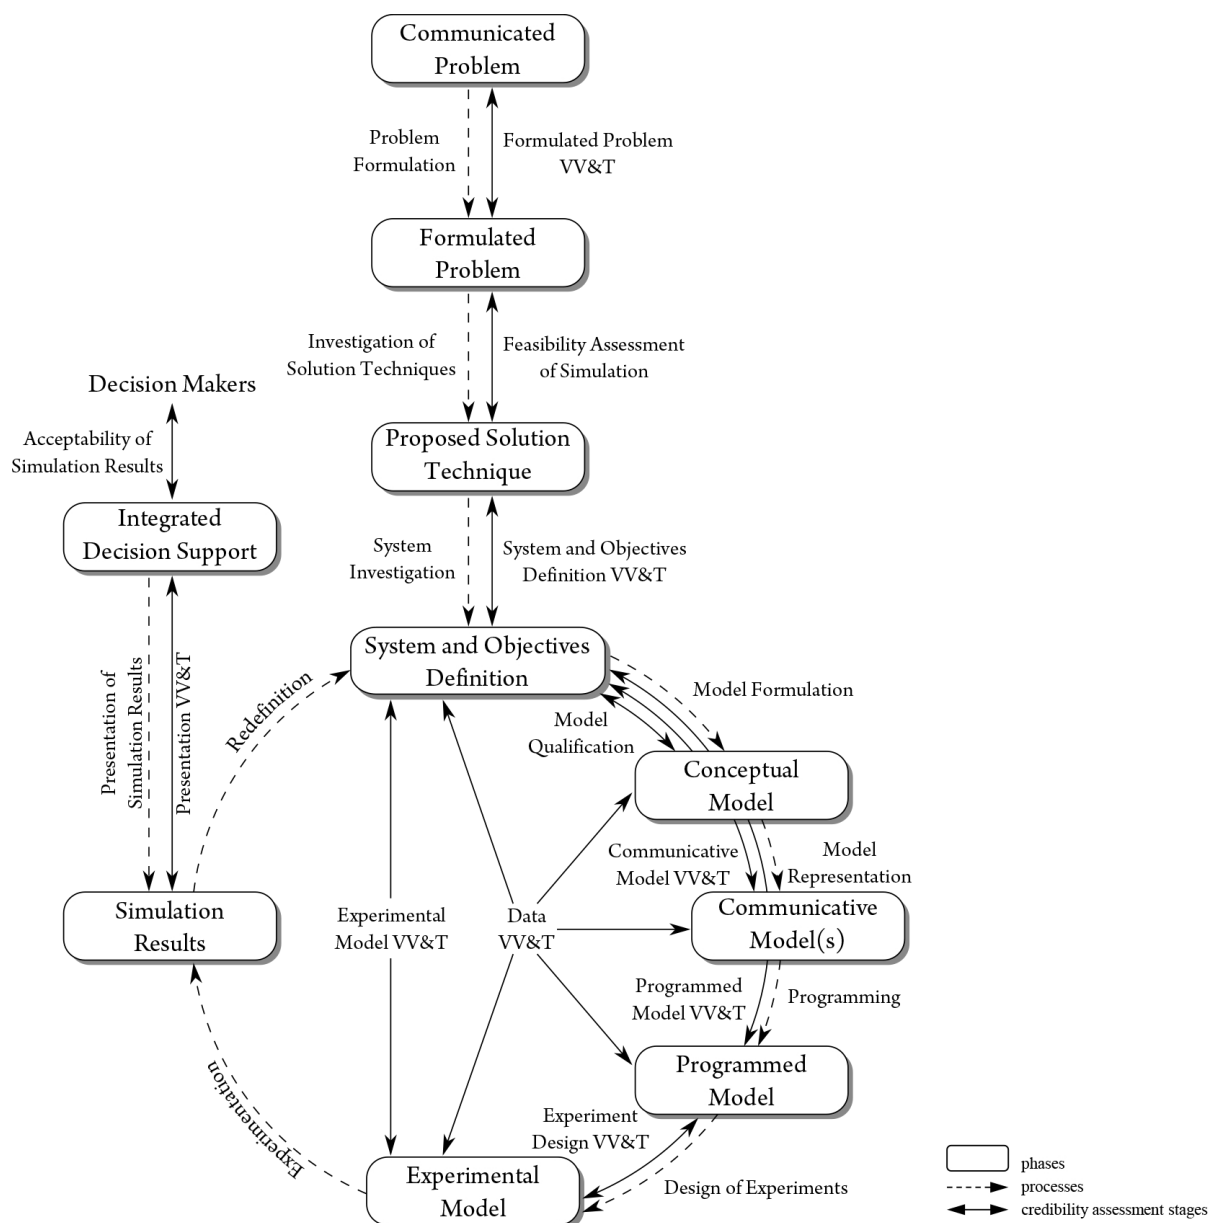 Communicated
Problem
Problem
Formulation
Formulated Problem
VV&T
Formulated
Problem
Investigation of
Solution Techniques
Feasibility Assessment
of Simulation
Decision Makers
Acceptability of
Simulation Results
Proposed Solution
Technique
Integrated
Decision Support
System
Investigation
System and Objectives
Definition VV&T
System and Objectives
Definition
Presentation of
Simulation Results
Presentation VV&T
Redefinition
Model Formulation
Model
Qualification
Conceptual
Model
Communicative
Model VV&T
Model
Representation
Simulation
Results
Experimental
Model VV&T
Data
VV&T
Communicative
Model(s)
Programmed
Model VV&T
Programming
Programmed
Model
Experimentation
Experiment
Design VV&T
Experimental
Model
Design of Experiments
phases
processes
credibility assessment stages